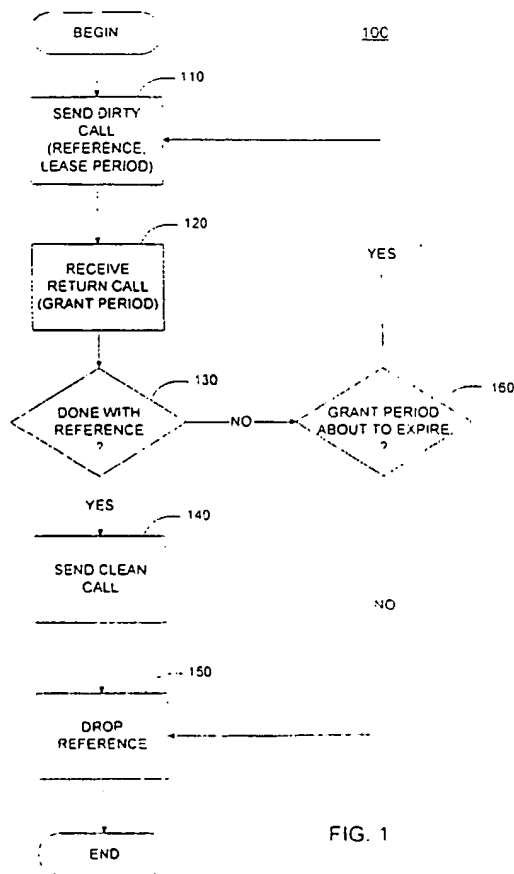 BEGIN
100
110
SEND DIRTY
CALL
(REFERENCE,
LEASE PERIOD)
120
RECEIVE
RETURN CALL
(GRANT PERIOD)
YES
130
DONE WITH
REFERENCE
?
NO
160
GRANT PERIOD
ABOUT TO EXPIRE
?
YES
140
SEND CLEAN
CALL
NO
150
DROP
REFERENCE
END
FIG. 1